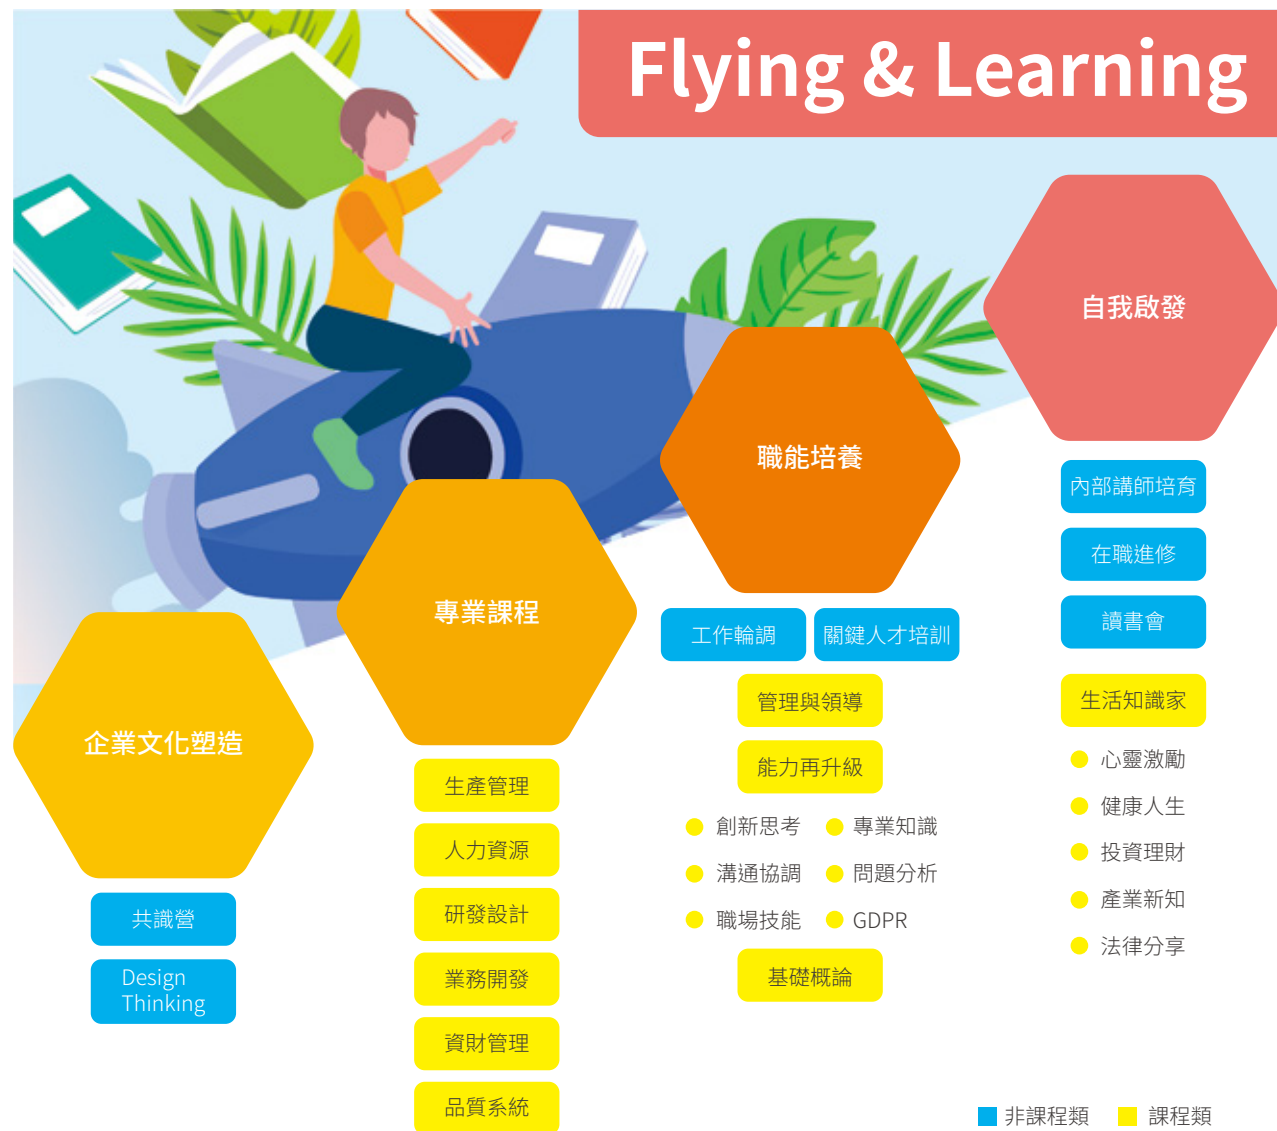 Flying & Learning
自我啟發
內部講師培育
在職進修
讀書會
生活知識家
心靈激勵
健康人生
投資理財
產業新知
法律分享
職能培養
工作輪調 關鍵人才培訓
管理與領導
能力再升級
創新思考 專業知識
溝通協調 問題分析
職場技能 GDPR
基礎概論
專業課程
生產管理
人力資源
研發設計
業務開發
資財管理
品質系統
企業文化塑造
共識營
Design
Thinking
非課程類 課程類